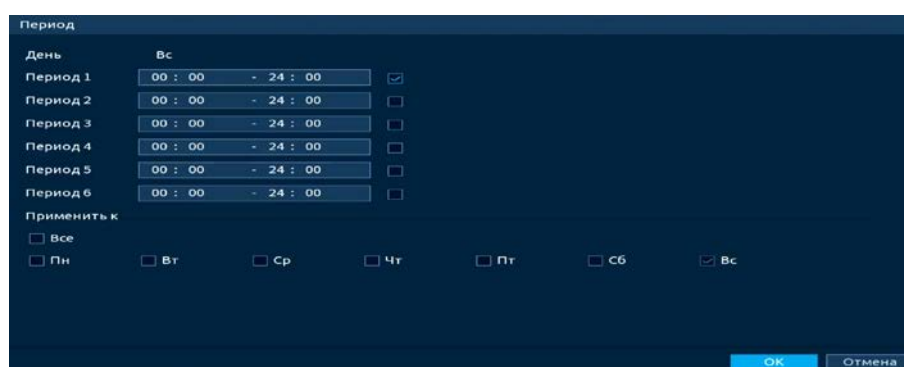 Период
День Вс
Период 1 00 : 00 - 24 : 00
Период 2 00 : 00 - 24 : 00
Период 3 00 : 00 - 24 : 00
Период 4 00 : 00 - 24 : 00
Период 5 00 : 00 - 24 : 00
Период 6 00 : 00 - 24 : 00
Применить к
Все
Пн Вт Ср Чт Пт Сб Вс
OK Отмена